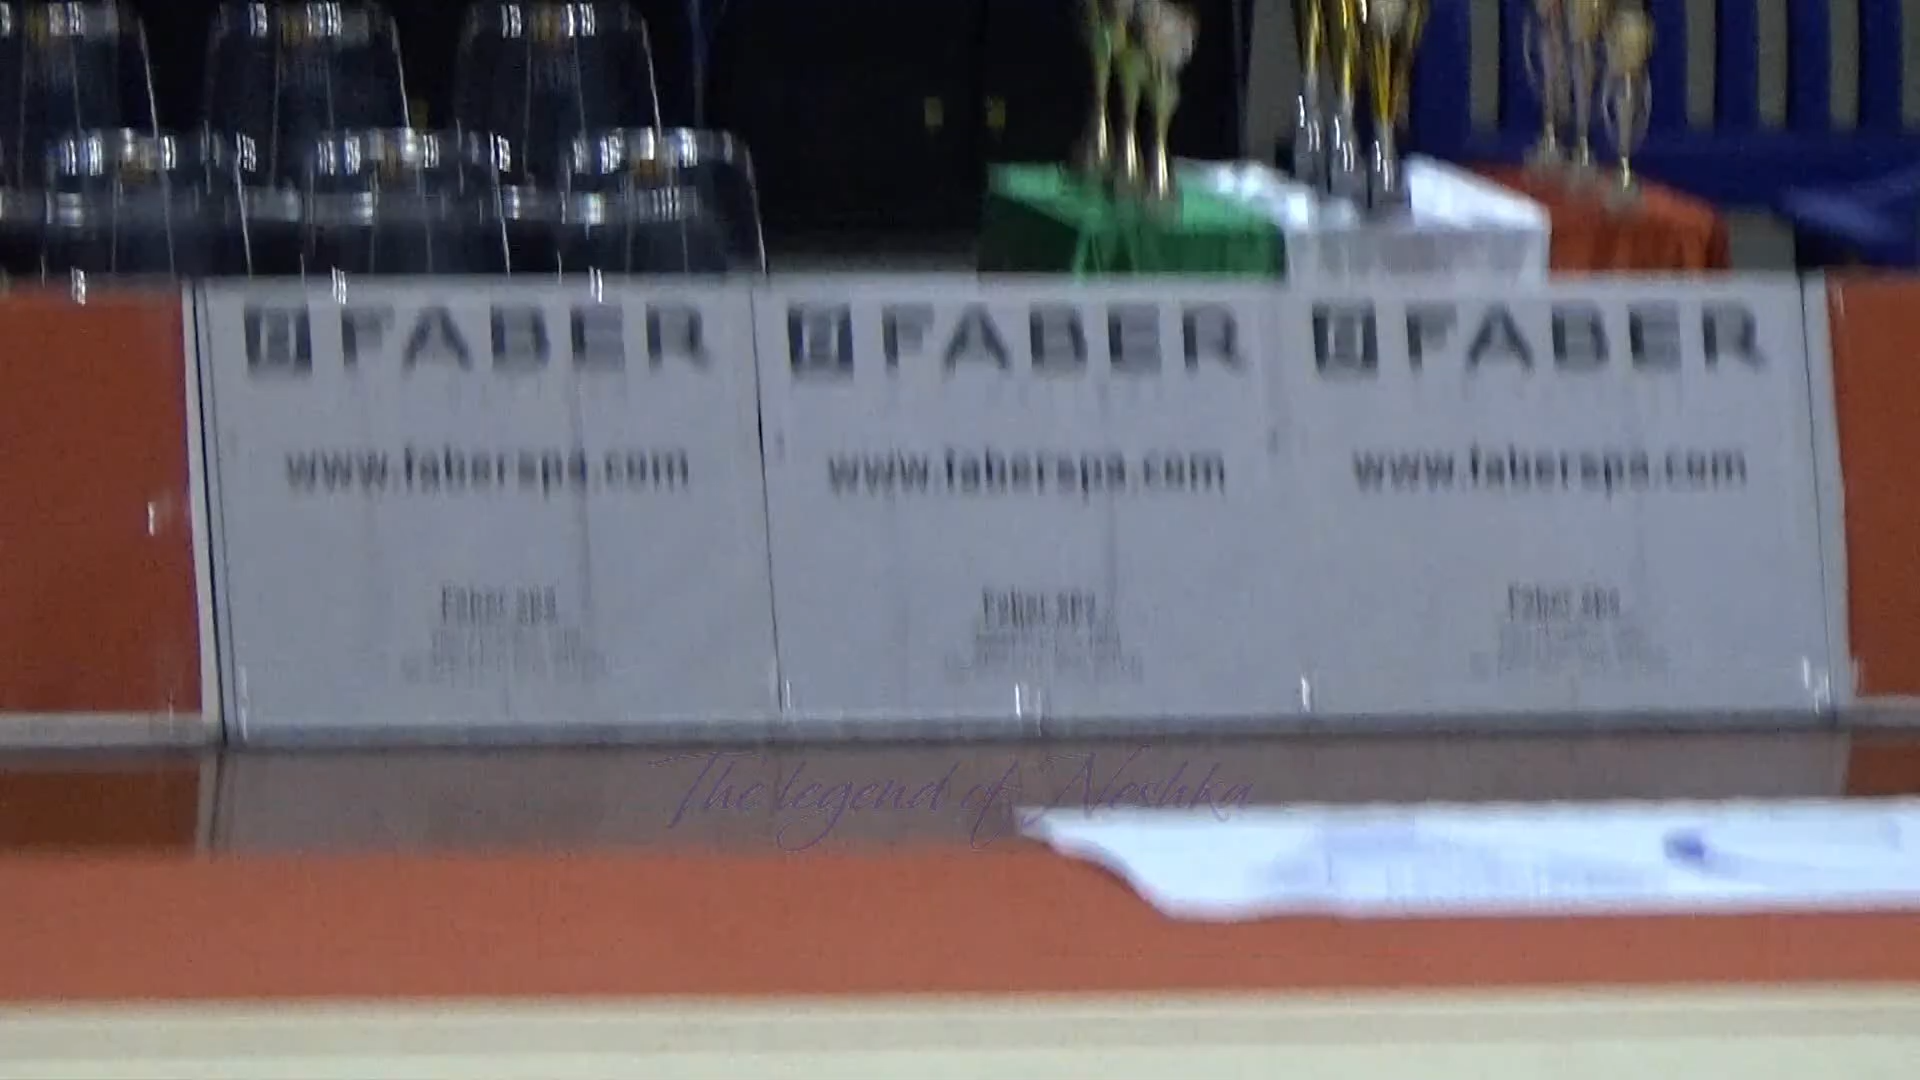 FABER FABER FABER
www.faberspa.com www.faberspa.com www.faberspa.com
Faber spa Faber spa Faber spa
The legend of Neshka